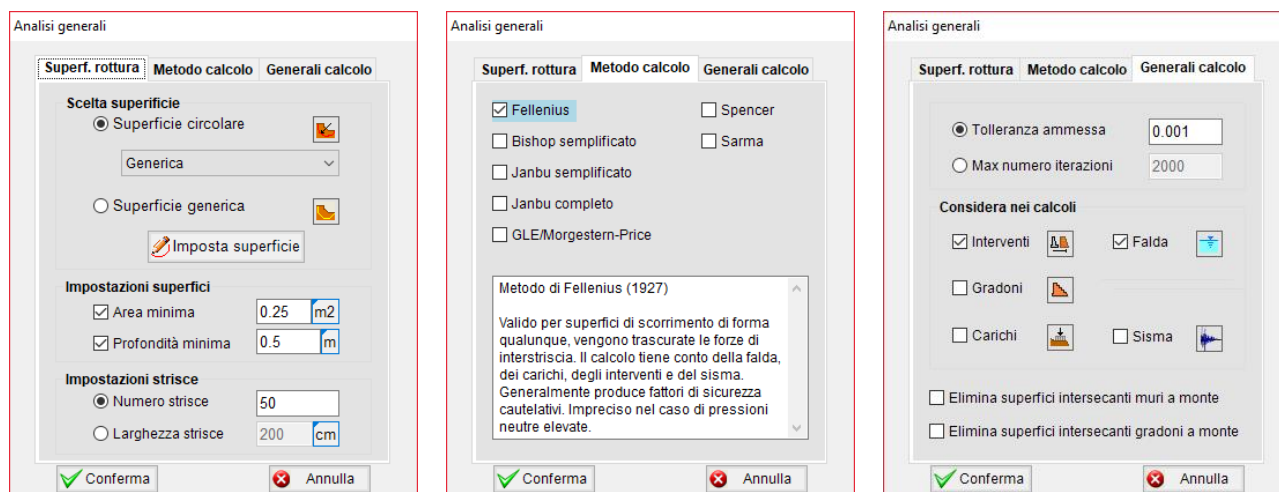 Analisi generali
Superf. rottura Metodo calcolo Generali calcolo
Scelta superificie
Superficie circolare
Generica
Superficie generica
Imposta superficie
Impostazioni superfici
Area minima 0.25 m2
Profondità minima 0.5 m
Impostazioni strisce
Numero strisce 50
Larghezza strisce 200 cm
Conferma Annulla
Analisi generali
Superf. rottura Metodo calcolo Generali calcolo
Fellenius Spencer
Bishop semplificato Sarma
Janbu semplificato
Janbu completo
GLE/Morgestern-Price
Metodo di Fellenius (1927)
Valido per superfici di scorrimento di forma
qualunque, vengono trascurate le forze di
interstriscia. Il calcolo tiene conto della falda,
dei carichi, degli interventi e del sisma.
Generalmente produce fattori di sicurezza
cautelativi. Impreciso nel caso di pressioni
neutre elevate.
Conferma Annulla
Analisi generali
Superf. rottura Metodo calcolo Generali calcolo
Tolleranza ammessa 0.001
Max numero iterazioni 2000
Considera nei calcoli
Interventi Falda
Gradoni
Carichi Sisma
Elimina superfici intersecanti muri a monte
Elimina superfici intersecanti gradoni a monte
Conferma Annulla